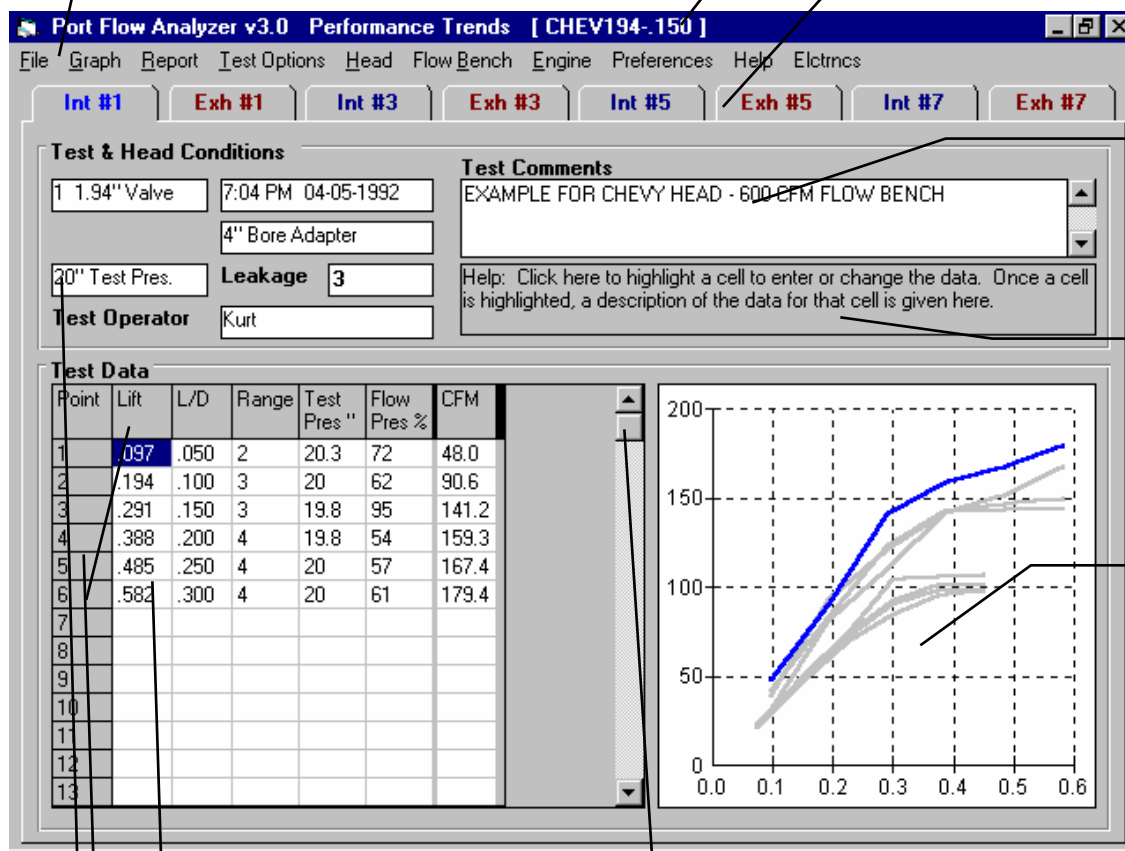 Port Flow Analyzer v3.0 Performance Trends [ CHEV194-.150 ]
File Graph Report Test Options Head Flow Bench Engine Preferences Help Elctrncs
Int #1 Exh #1 Int #3 Exh #3 Int #5 Exh #5 Int #7 Exh #7
Test & Head Conditions
1 1.94" Valve
7:04 PM 04-05-1992
4" Bore Adapter
20" Test Pres.
Leakage 3
Test Operator Kurt
Test Comments
EXAMPLE FOR CHEVY HEAD - 600 CFM FLOW BENCH
Help: Click here to highlight a cell to enter or change the data. Once a cell
is highlighted, a description of the data for that cell is given here.
Test Data
Point Lift L/D Range Test Pres " Flow Pres % CFM
1 .097 .050 2 20.3 72 48.0
2 .194 .100 3 20 62 90.6
3 .291 .150 3 19.8 95 141.2
4 .388 .200 4 19.8 54 159.3
5 .485 .250 4 20 57 167.4
6 .582 .300 4 20 61 179.4
7
8
9
10
11
12
13
200
150
100
50
0
0.0 0.1 0.2 0.3 0.4 0.5 0.6